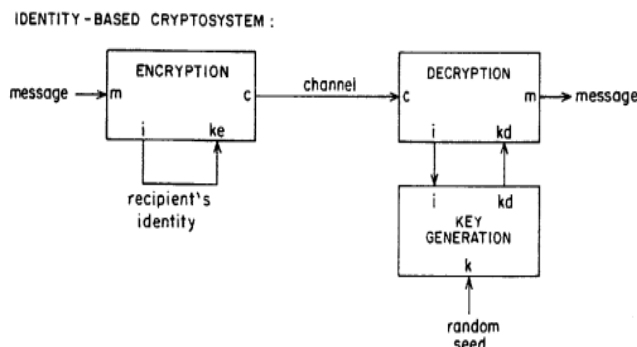 IDENTITY-BASED CRYPTOSYSTEM:
ENCRYPTION
message
m
c
i
ke
recipient's
identity
channel
DECRYPTION
c
m
message
i
kd
i
kd
KEY
GENERATION
k
random
seed